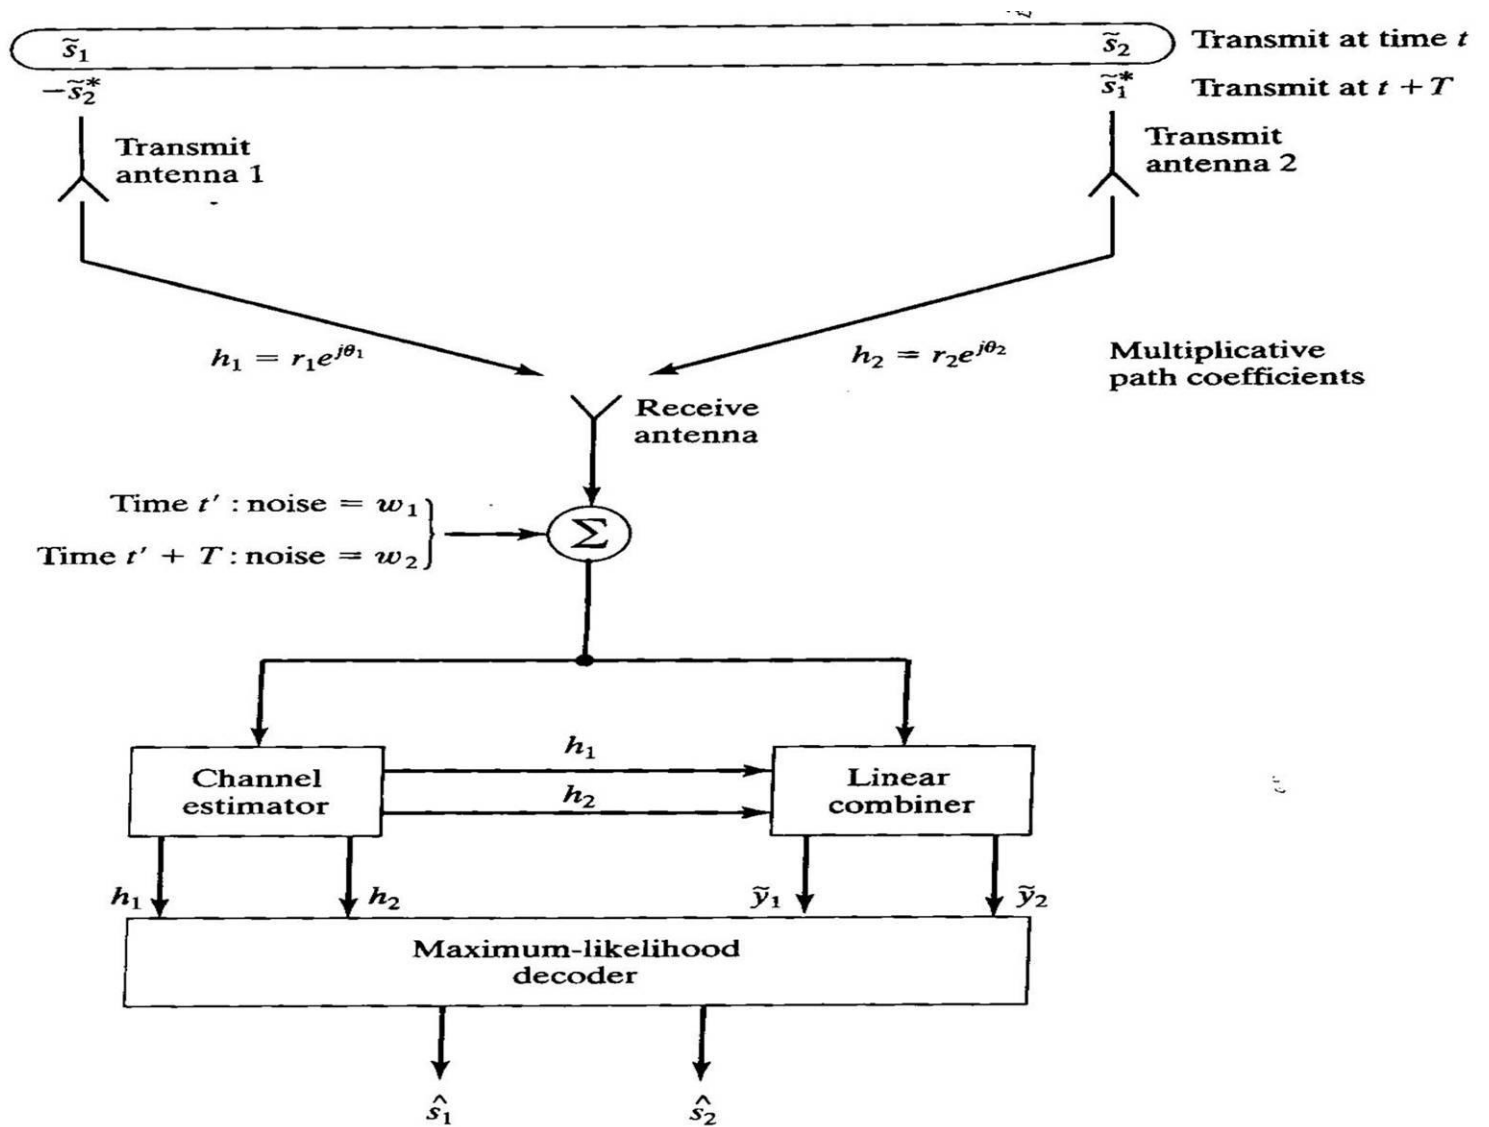 s̃₁ s̃₂ Transmit at time t
−s̃₂* s̃₁* Transmit at t + T
Transmit
antenna 1
Transmit
antenna 2
h₁ = r₁e^{jθ₁}
h₂ = r₂e^{jθ₂}
Multiplicative
path coefficients
Receive
antenna
Time t′ : noise = w₁
Time t′ + T : noise = w₂
Σ
Channel
estimator
h₁
h₂
Linear
combiner
h₁ h₂ ỹ₁ ỹ₂
Maximum-likelihood
decoder
ŝ₁ ŝ₂